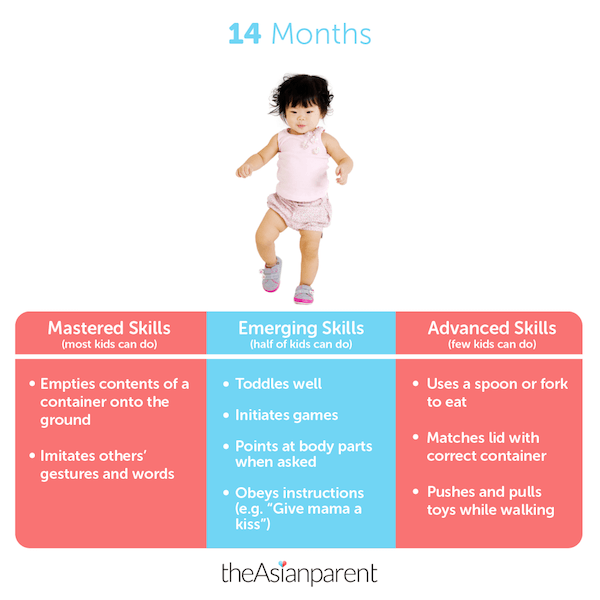 14 Months
Mastered Skills
(most kids can do)
• Empties contents of a
container onto the
ground
• Imitates others’
gestures and words
Emerging Skills
(half of kids can do)
• Toddles well
• Initiates games
• Points at body parts
when asked
• Obeys instructions
(e.g. “Give mama a
kiss”)
Advanced Skills
(few kids can do)
• Uses a spoon or fork
to eat
• Matches lid with
correct container
• Pushes and pulls
toys while walking
theAsianparent